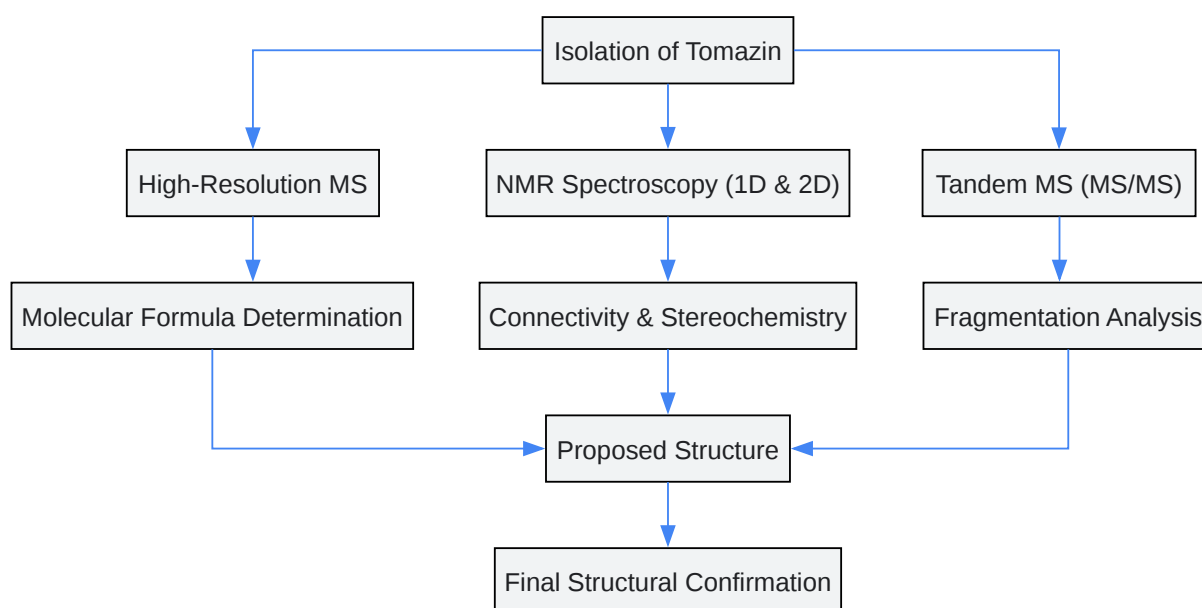 Isolation of Tomazin
High-Resolution MS
NMR Spectroscopy (1D & 2D)
Tandem MS (MS/MS)
Molecular Formula Determination
Connectivity & Stereochemistry
Fragmentation Analysis
Proposed Structure
Final Structural Confirmation